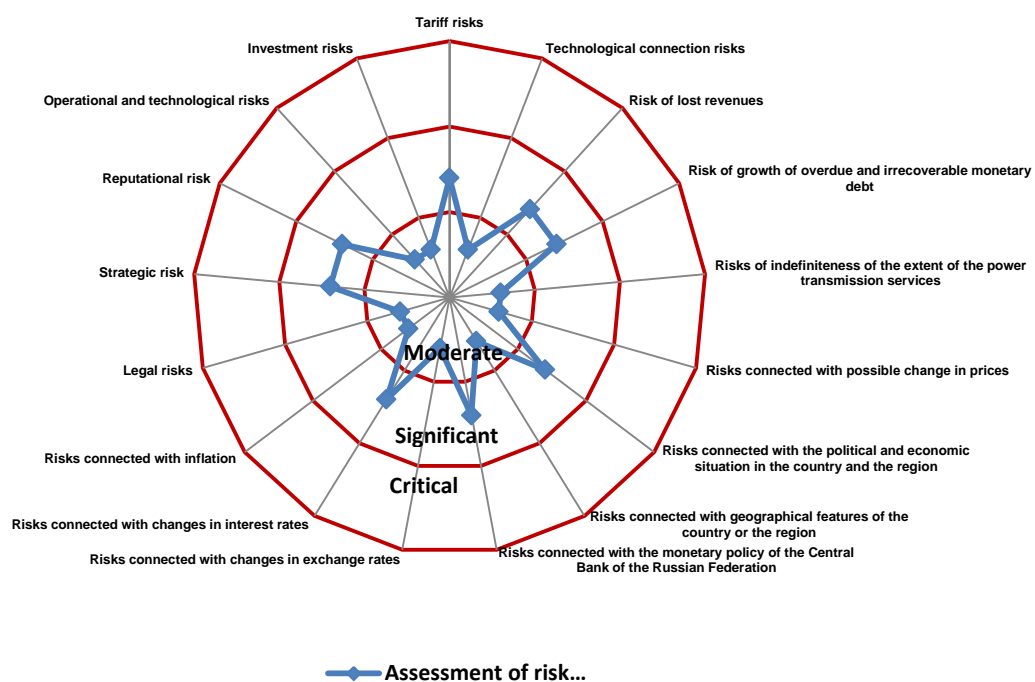 Tariff risks
Investment risks
Technological connection risks
Operational and technological risks
Risk of lost revenues
Reputational risk
Risk of growth of overdue and irrecoverable monetary
debt
Strategic risk
Risks of indefiniteness of the extent of the power
transmission services
Moderate
Legal risks
Risks connected with possible change in prices
Significant
Risks connected with inflation
Risks connected with the political and economic
situation in the country and the region
Critical
Risks connected with changes in interest rates
Risks connected with geographical features of the
country or the region
Risks connected with changes in exchange rates
Risks connected with the monetary policy of the Central
Bank of the Russian Federation
Assessment of risk...